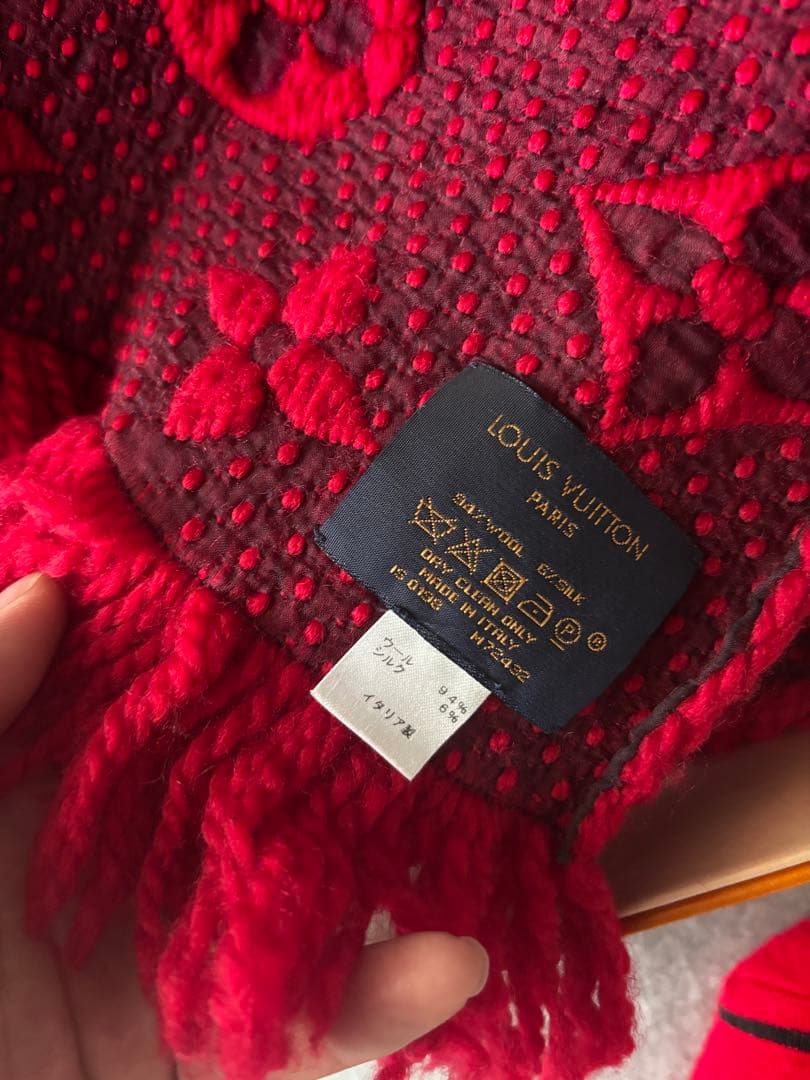 LOUIS VUITTON
PARIS
94%WOOL 6%SILK
DRY CLEAN ONLY
MADE IN ITALY
IS 0132 M72432
ウール 94%
シルク 6%
イタリア製